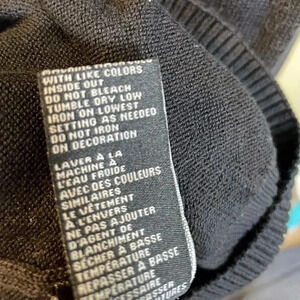 WITH LIKE COLORS
INSIDE OUT
DO NOT BLEACH
TUMBLE DRY LOW
IRON ON LOWEST
SETTING AS NEEDED
DO NOT IRON
ON DECORATION
LAVER À LA
MACHINE À
L'EAU FROIDE
AVEC DES COULEURS
SIMILAIRES
LE VÊTEMENT
À L'ENVERS
NE PAS AJOUTER
D'AGENT DE
BLANCHIMENT
SÉCHER À BASSE
TEMPÉRATURE
REPASSER À BASSE
TEMPÉRATURE